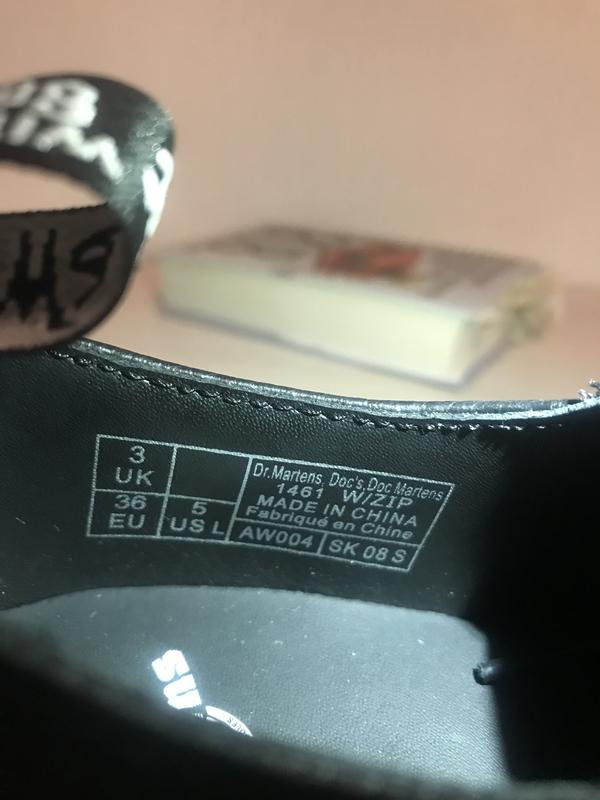 3
UK
36
EU
5
US L
Dr.Martens, Doc's, Doc Martens
1461 W/ZIP
MADE IN CHINA
Fabriqué en Chine
AW004
SK 08 S